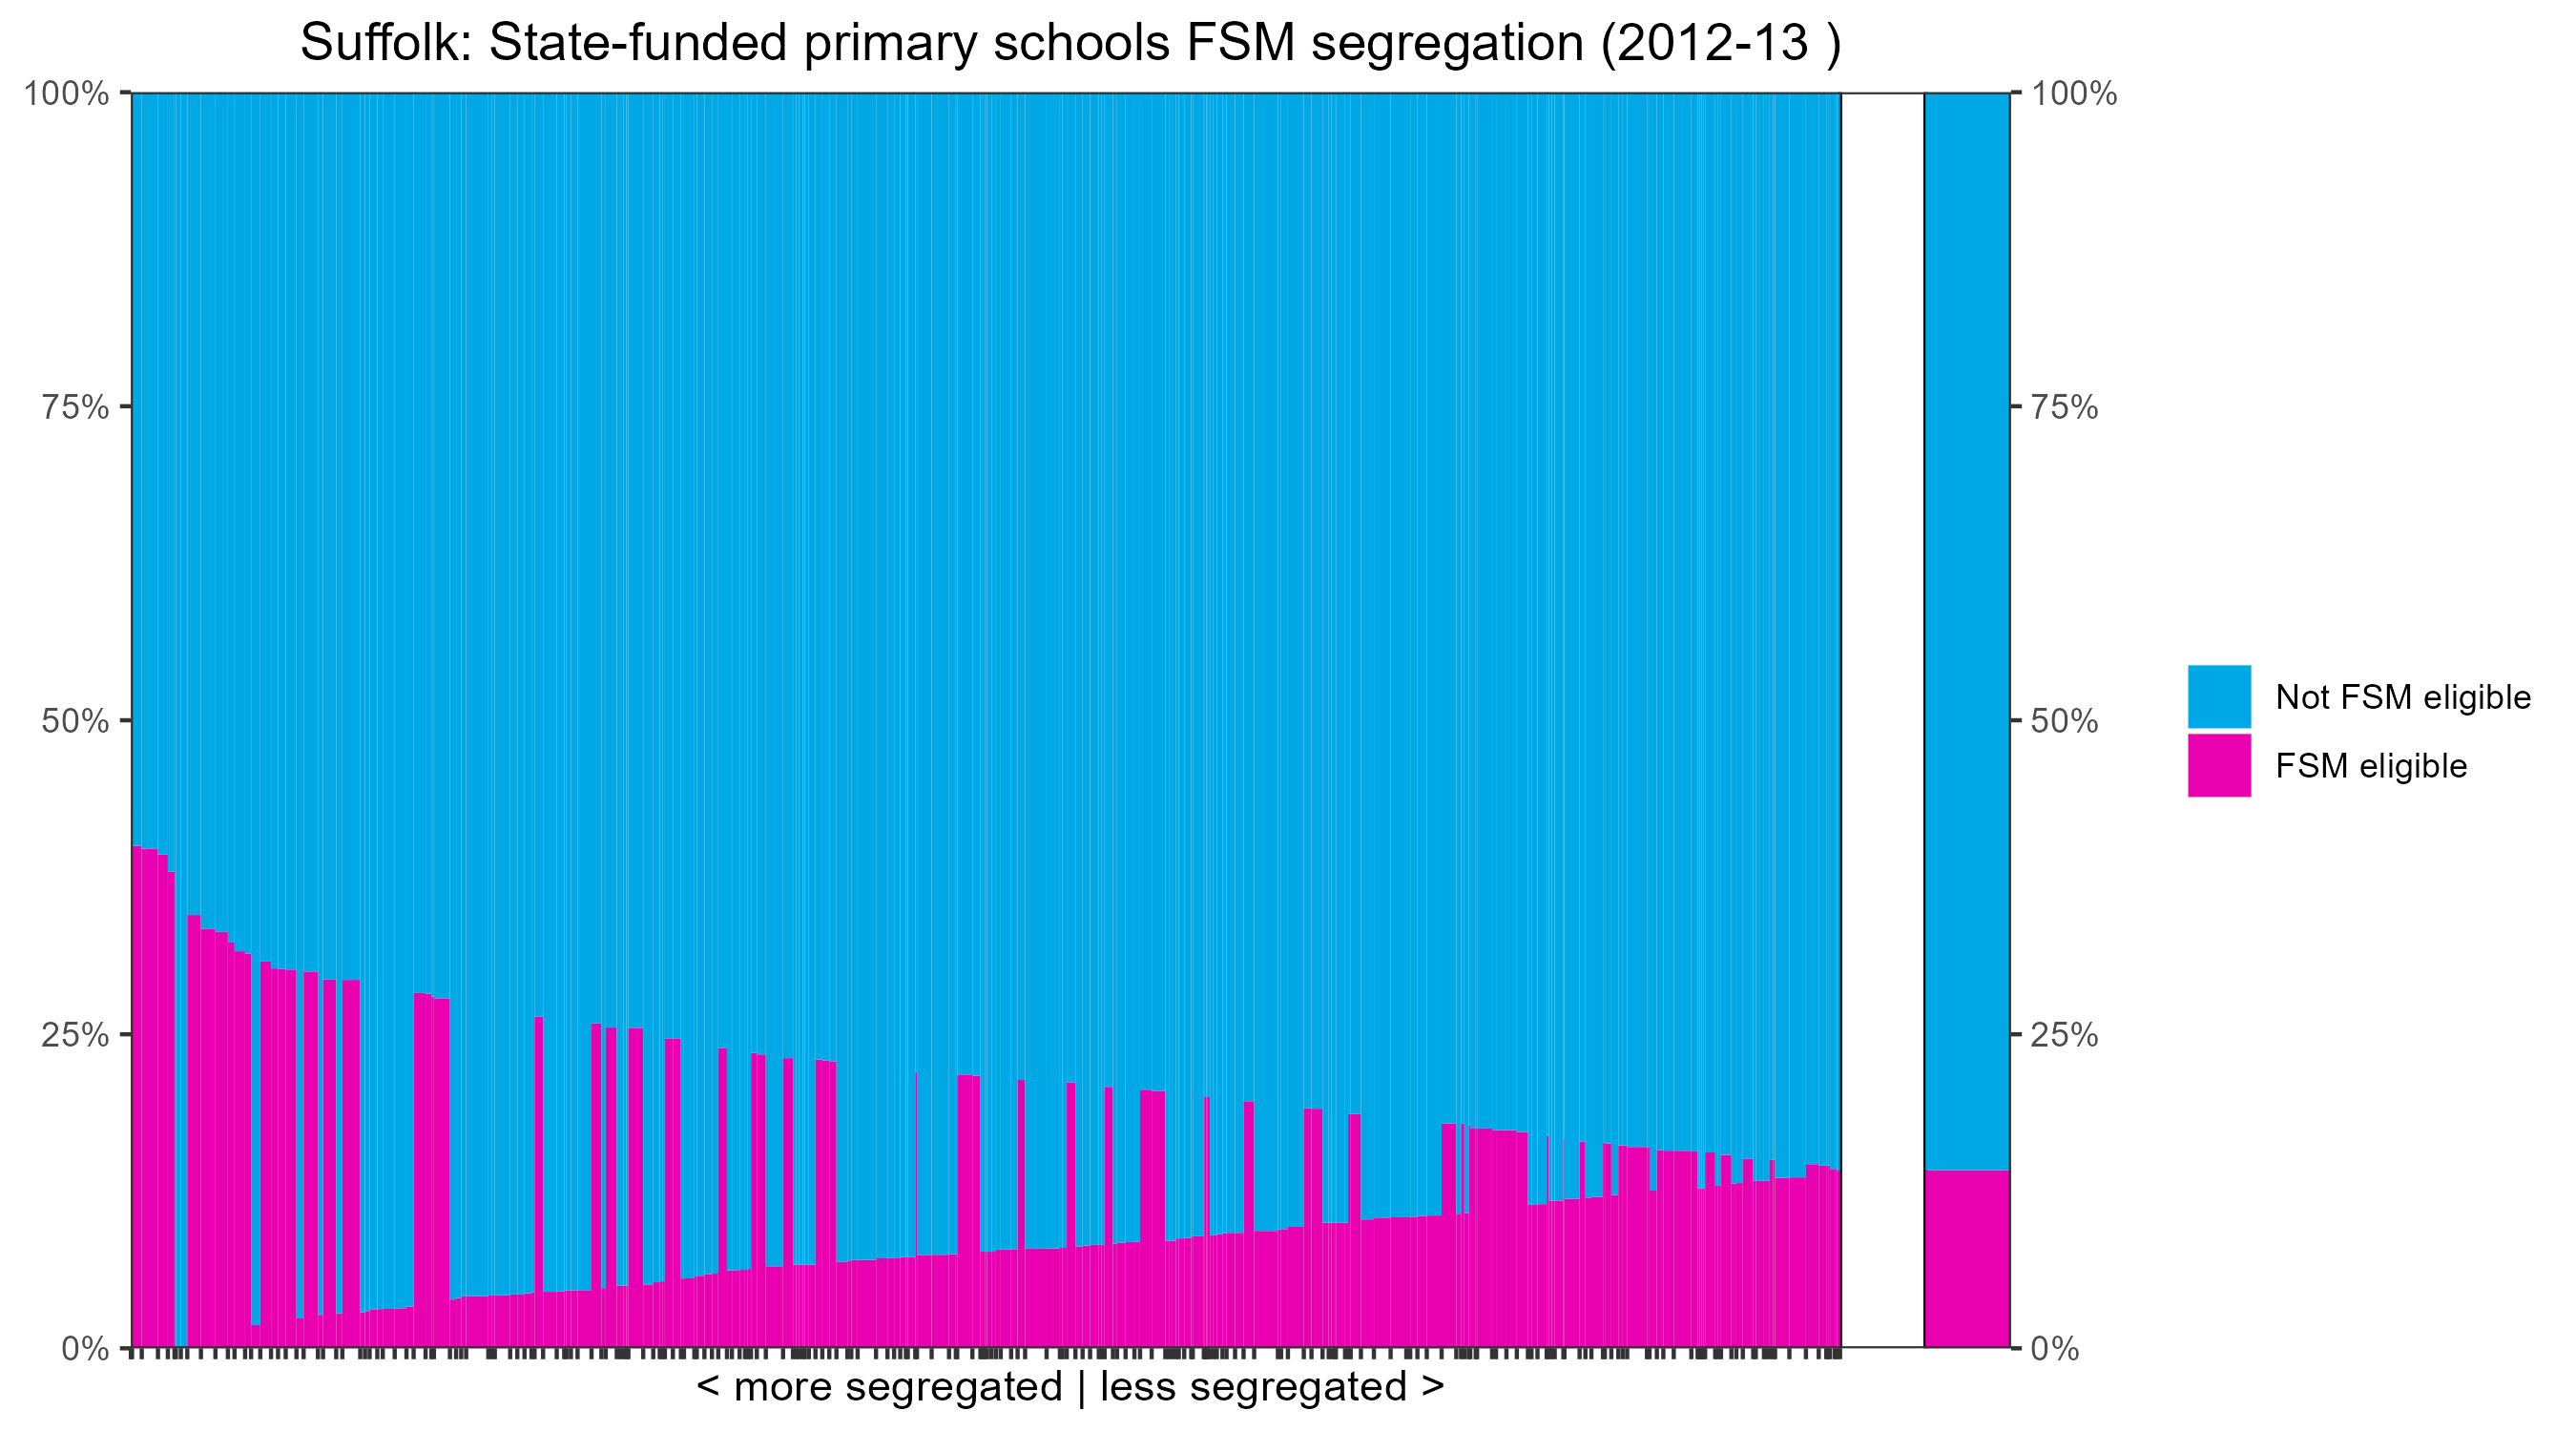 Suffolk: State-funded primary schools FSM segregation (2012-13 )
100%
75%
50%
25%
0%
100%
75%
50%
25%
0%
Not FSM eligible
FSM eligible
< more segregated | less segregated >